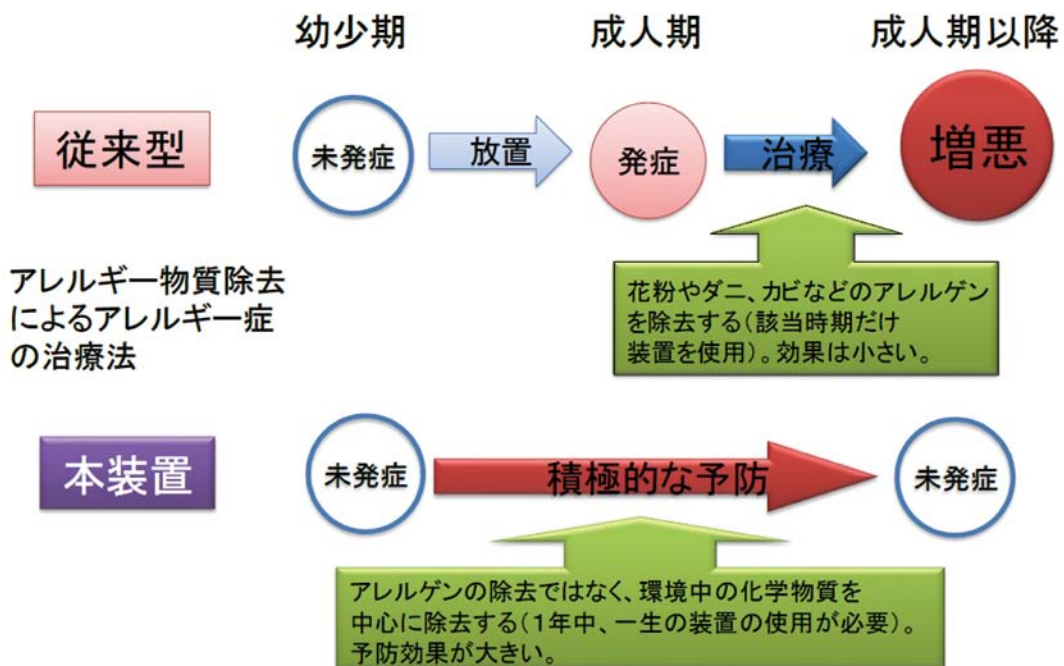 幼少期
成人期
成人期以降
従来型
未発症
放置
発症
治療
増悪
アレルギー物質除去
によるアレルギー症
の治療法
花粉やダニ、カビなどのアレルゲン
を除去する(該当時期だけ
装置を使用)。効果は小さい。
本装置
未発症
積極的な予防
未発症
アレルゲンの除去ではなく、環境中の化学物質を
中心に除去する(1年中、一生の装置の使用が必要)。
予防効果が大きい。